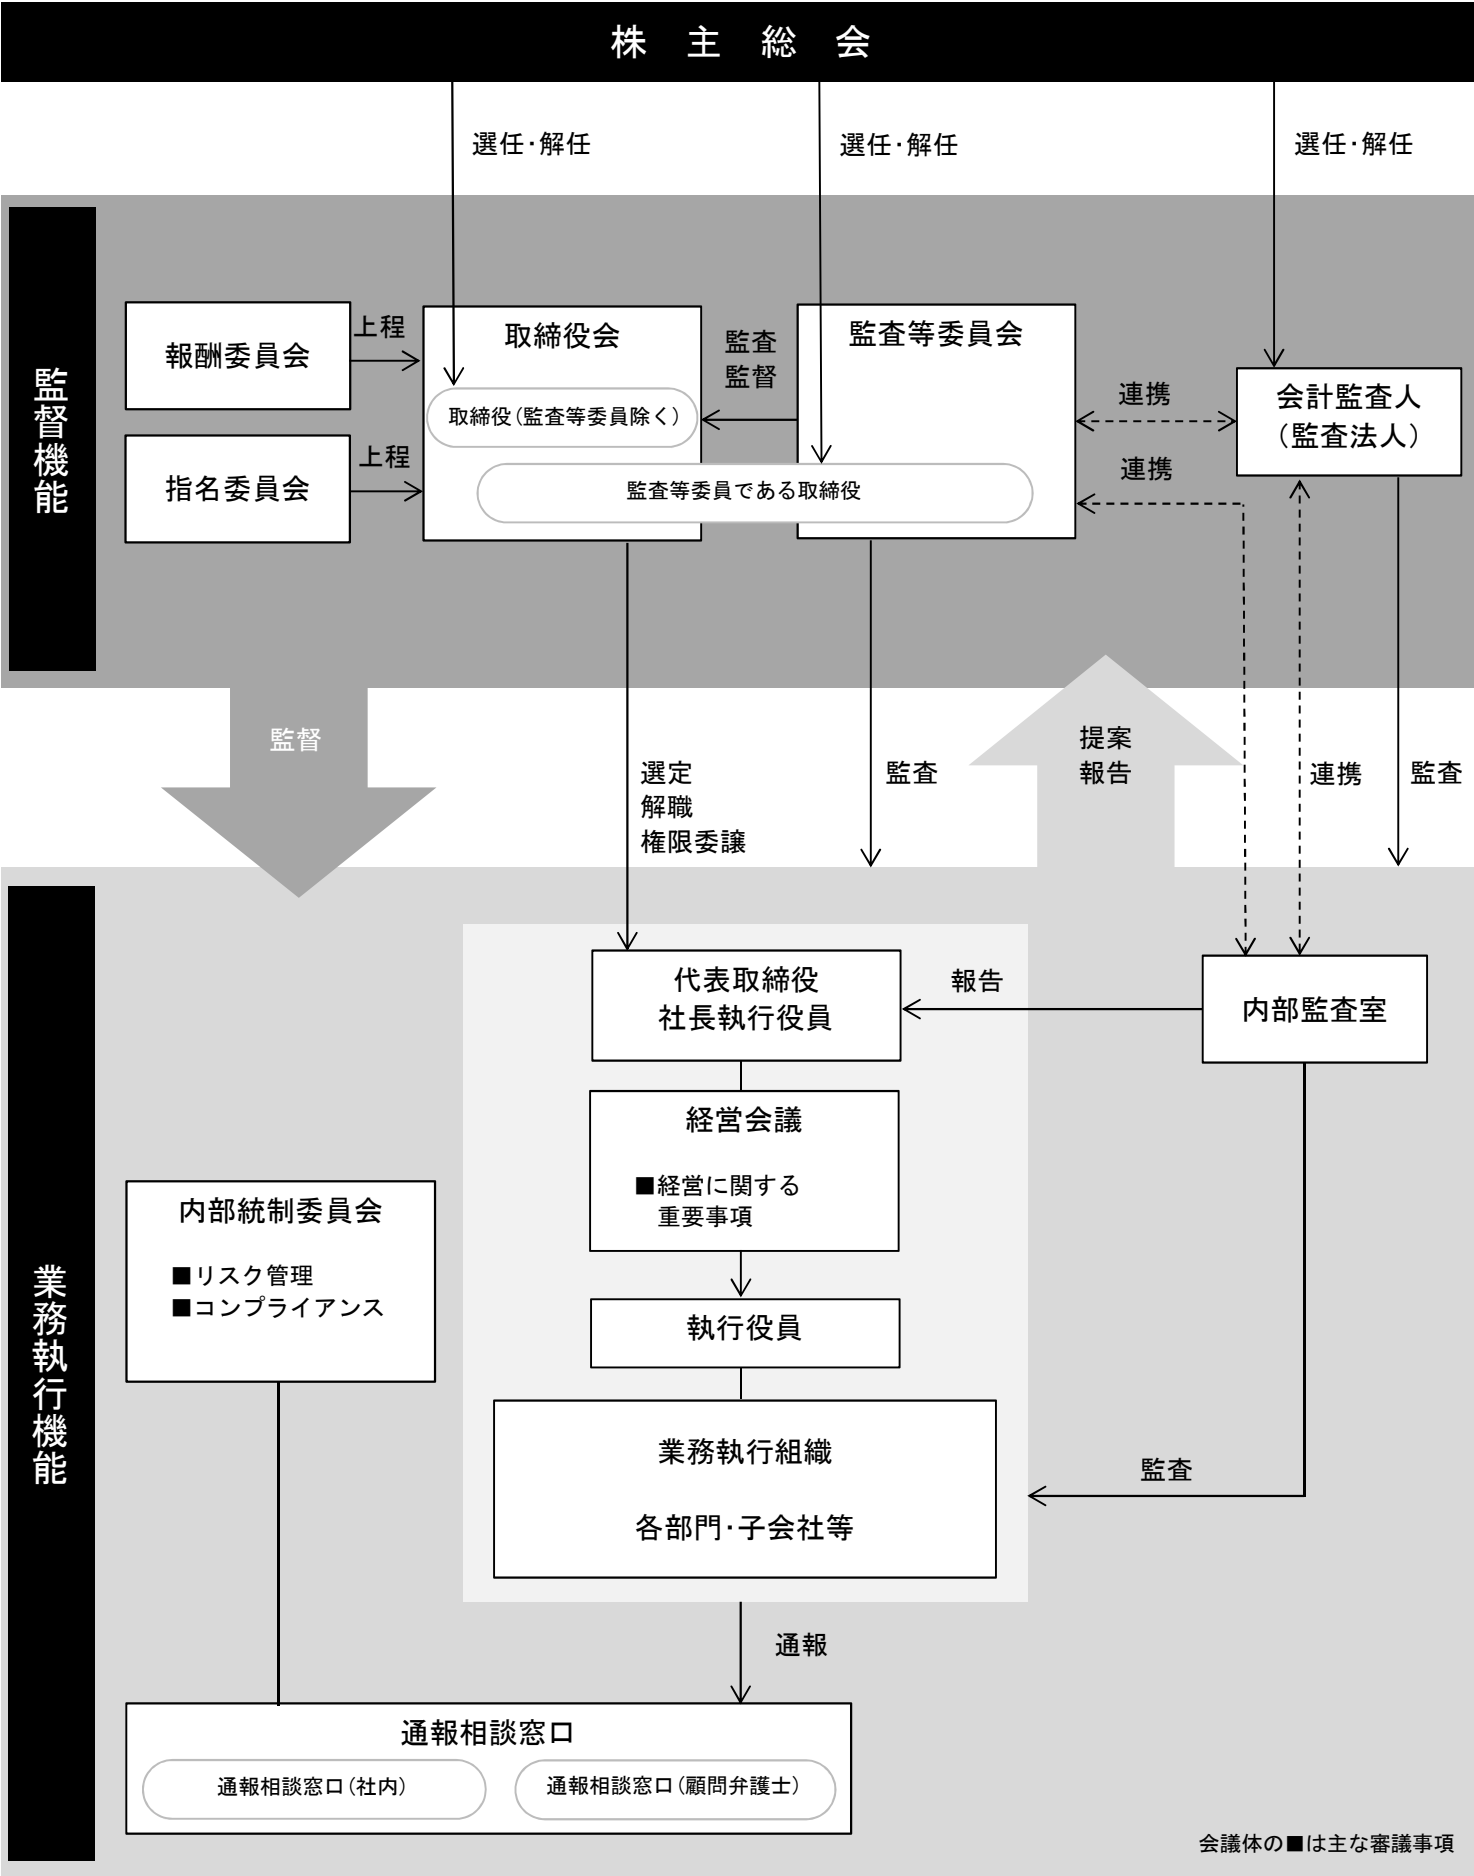 株主総会
選任・解任
選任・解任
選任・解任
監督機能
報酬委員会
上程
指名委員会
上程
取締役会
取締役(監査等委員除く)
監査
監督
監査等委員会
監査等委員である取締役
連携
連携
会計監査人
(監査法人)
監督
選定
解職
権限委譲
監査
提案
報告
連携
監査
業務執行機能
代表取締役
社長執行役員
報告
内部監査室
経営会議
■経営に関する
重要事項
内部統制委員会
■リスク管理
■コンプライアンス
執行役員
業務執行組織
各部門・子会社等
監査
通報
通報相談窓口
通報相談窓口(社内)
通報相談窓口(顧問弁護士)
会議体の■は主な審議事項